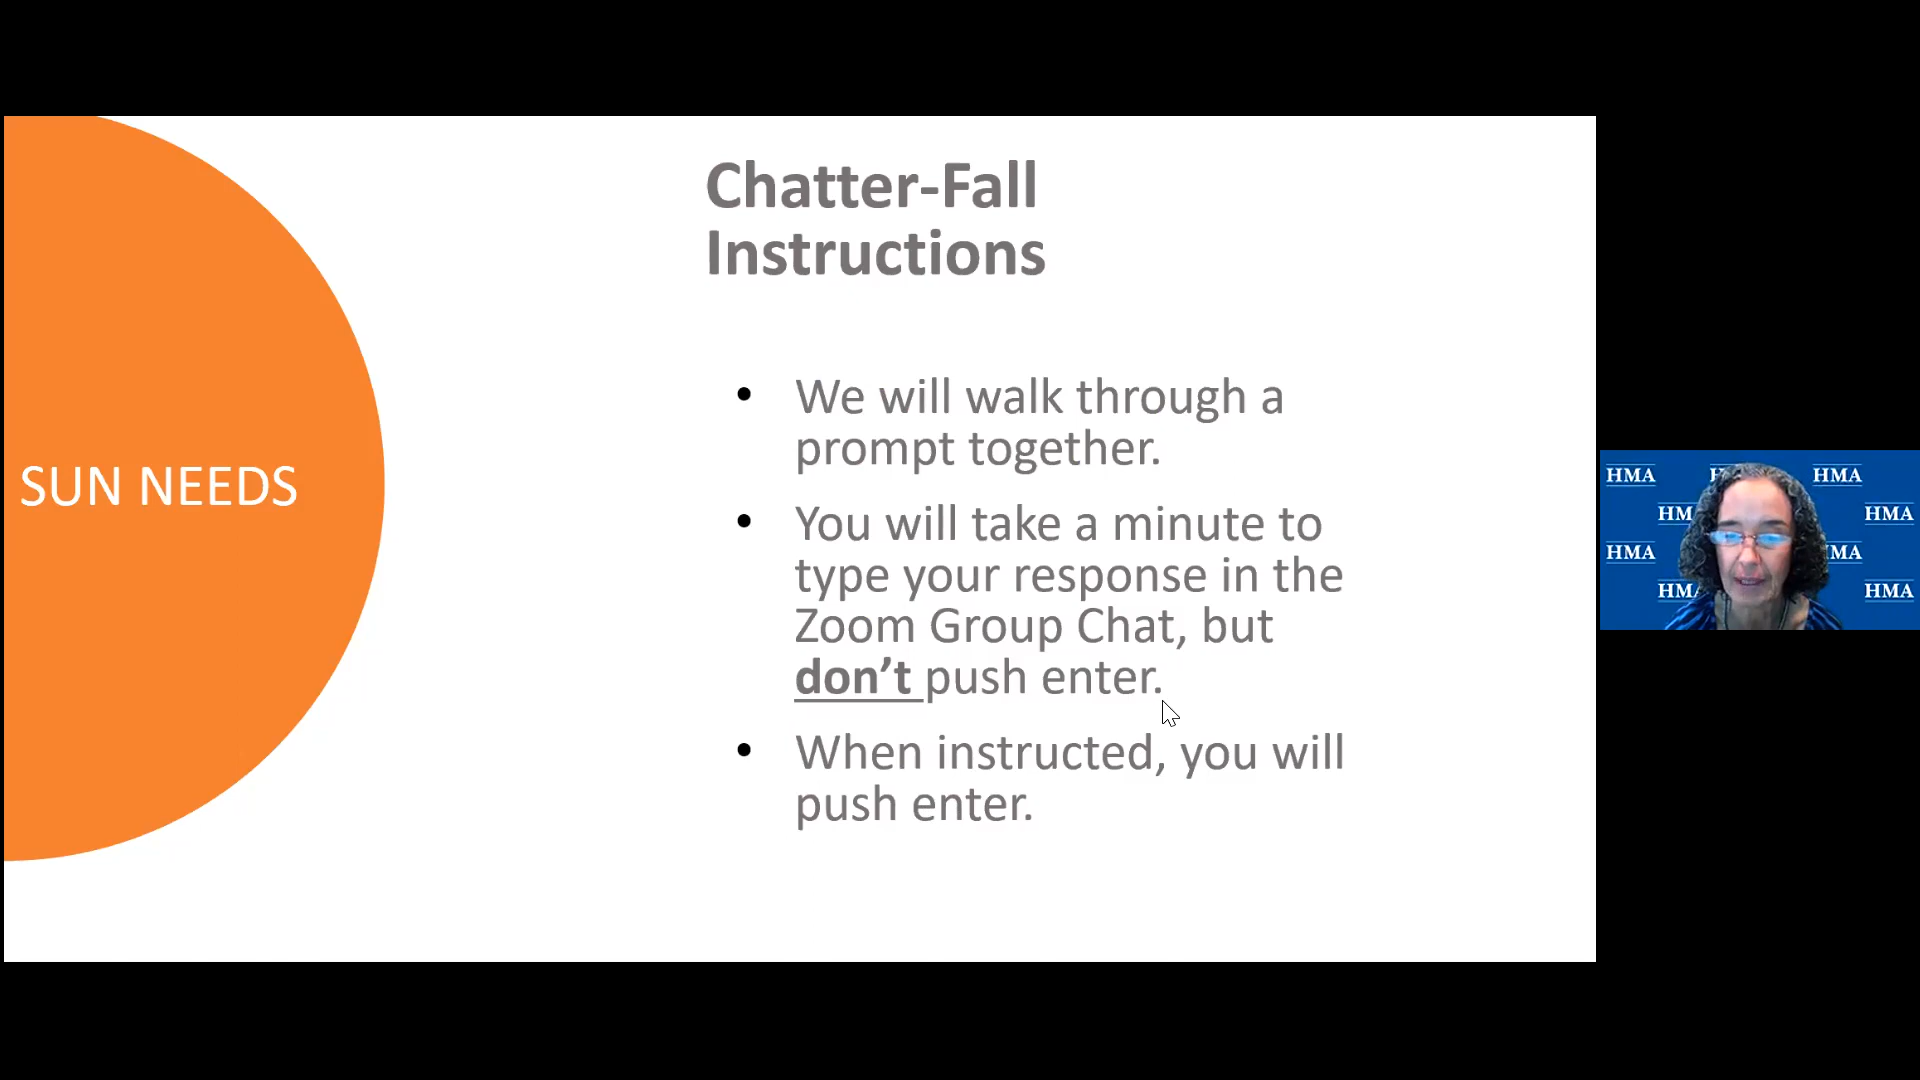 Chatter-Fall
Instructions
SUN NEEDS
We will walk through a
prompt together.
You will take a minute to
type your response in the
Zoom Group Chat, but
don’t push enter.
When instructed, you will
push enter.
HMA HMA
HMA
HMA
HMA